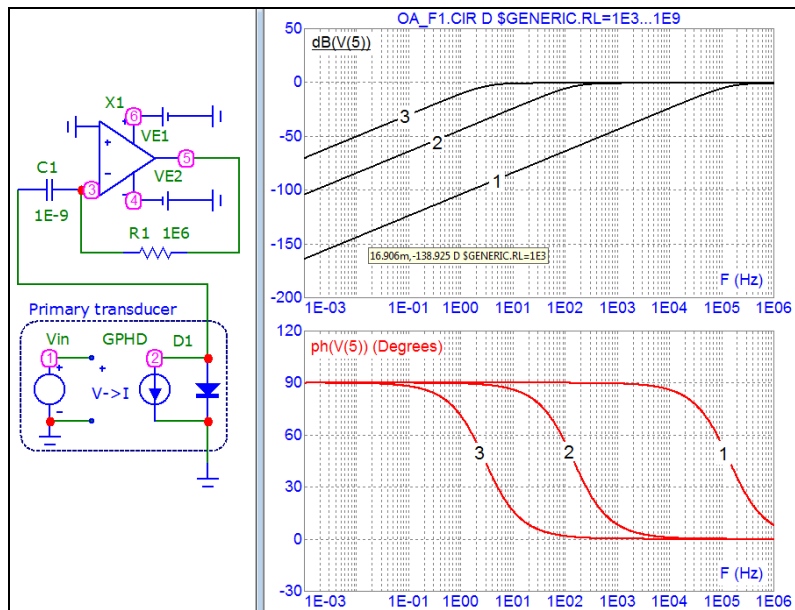 X1
6
VE1
5
VE2
C1
3
4
1E-9
R1 1E6
Primary transducer
Vin GPHD D1
1 2
V->I
OA_F1.CIR D $GENERIC.RL=1E3...1E9
dB(V(5))
50
0
-50
-100
-150
-200
3
2
1
16.906m,-138.925 D $GENERIC.RL=1E3
F (Hz)
1E-03 1E-01 1E00 1E01 1E02 1E03 1E04 1E05 1E06
120
90
60
30
0
-30
ph(V(5)) (Degrees)
3
2
1
F (Hz)
1E-03 1E-01 1E00 1E01 1E02 1E03 1E04 1E05 1E06